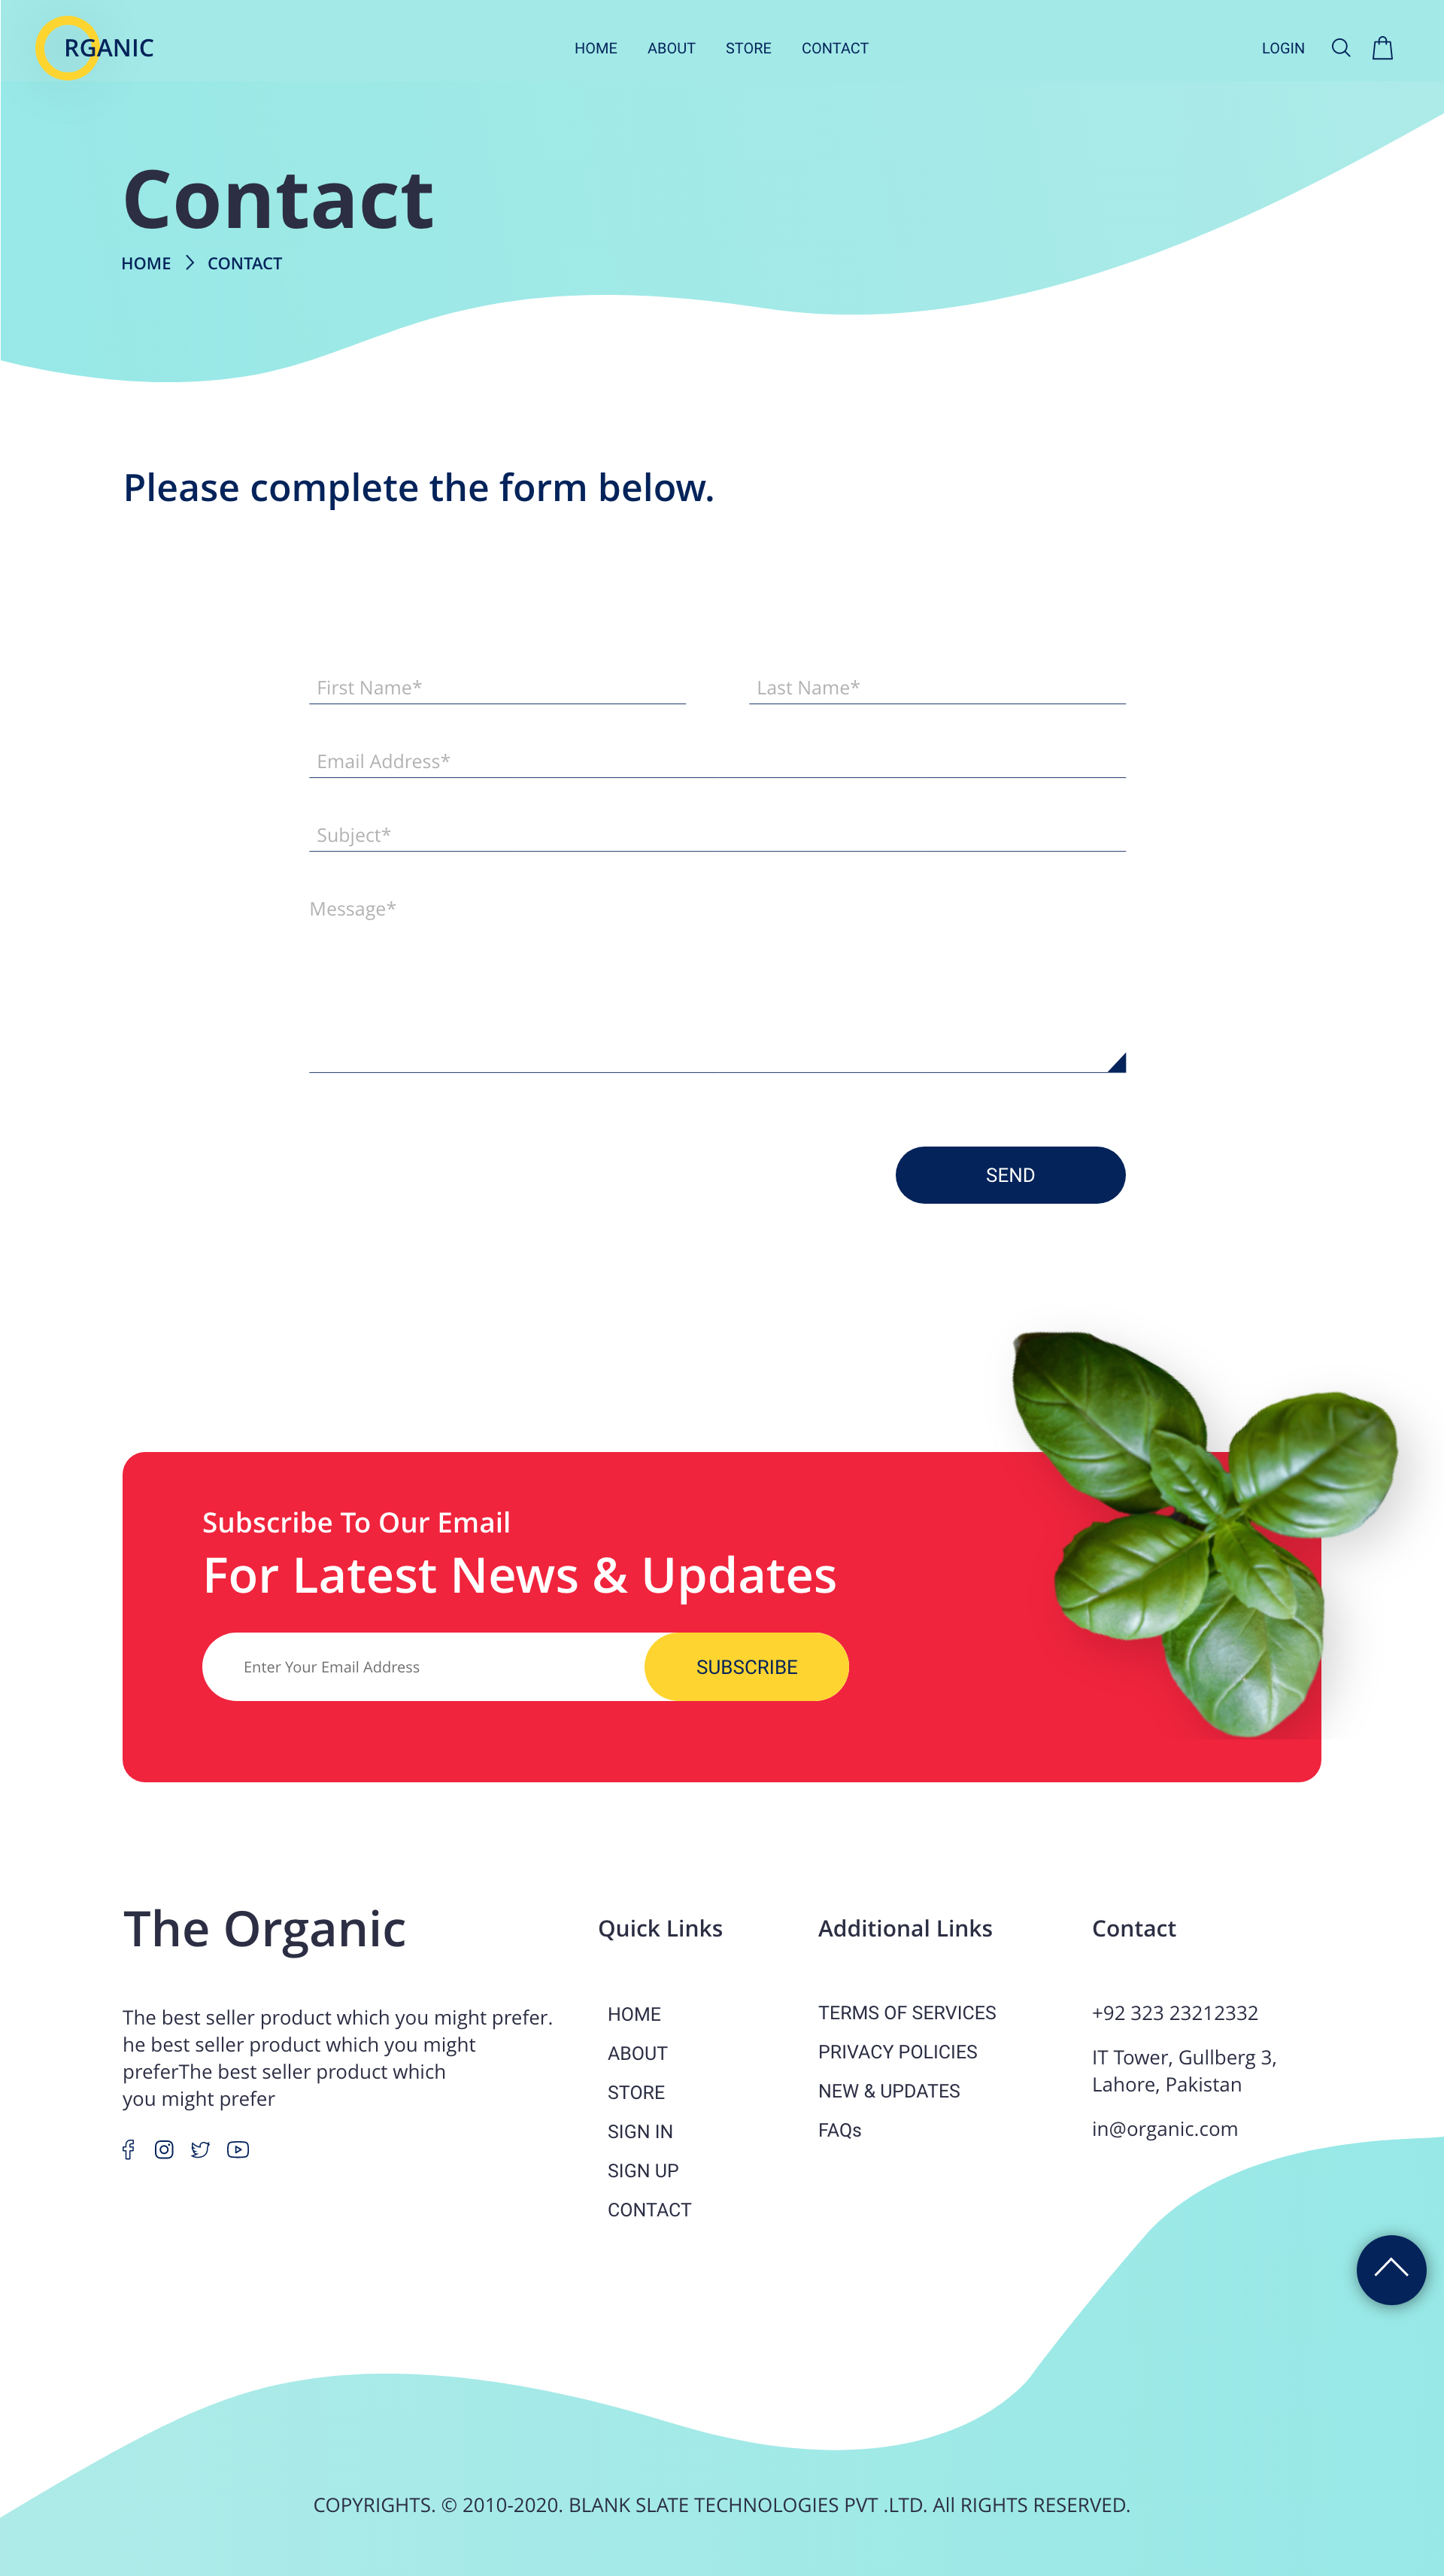 RGANIC
HOME ABOUT STORE CONTACT
LOGIN
Contact
HOME CONTACT
Please complete the form below.
First Name* Last Name*
Email Address*
Subject*
Message*
SEND
Subscribe To Our Email
For Latest News & Updates
Enter Your Email Address SUBSCRIBE
The Organic
The best seller product which you might prefer.
he best seller product which you might
preferThe best seller product which
you might prefer
Quick Links
HOME
ABOUT
STORE
SIGN IN
SIGN UP
CONTACT
Additional Links
TERMS OF SERVICES
PRIVACY POLICIES
NEW & UPDATES
FAQs
Contact
+92 323 23212332
IT Tower, Gullberg 3,
Lahore, Pakistan
in@organic.com
COPYRIGHTS. © 2010-2020. BLANK SLATE TECHNOLOGIES PVT .LTD. All RIGHTS RESERVED.